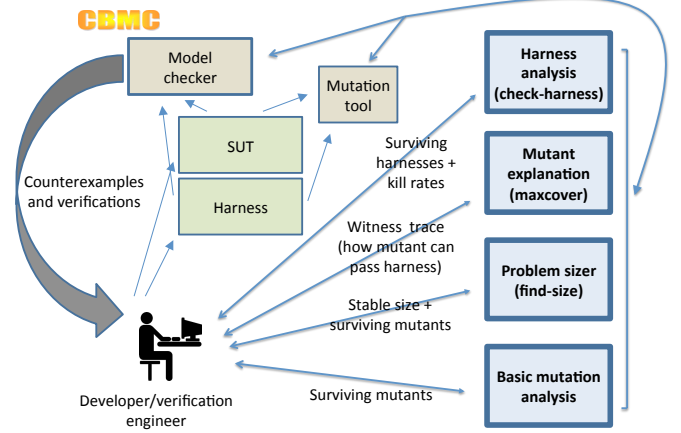 CBMC
Model
checker
Mutation
tool
SUT
Harness
Counterexamples
and verifications
Developer/verification
engineer
Surviving
harnesses +
kill rates
Witness trace
(how mutant can
pass harness)
Stable size +
surviving mutants
Surviving mutants
Harness
analysis
(check-harness)
Mutant
explanation
(maxcover)
Problem sizer
(find-size)
Basic mutation
analysis